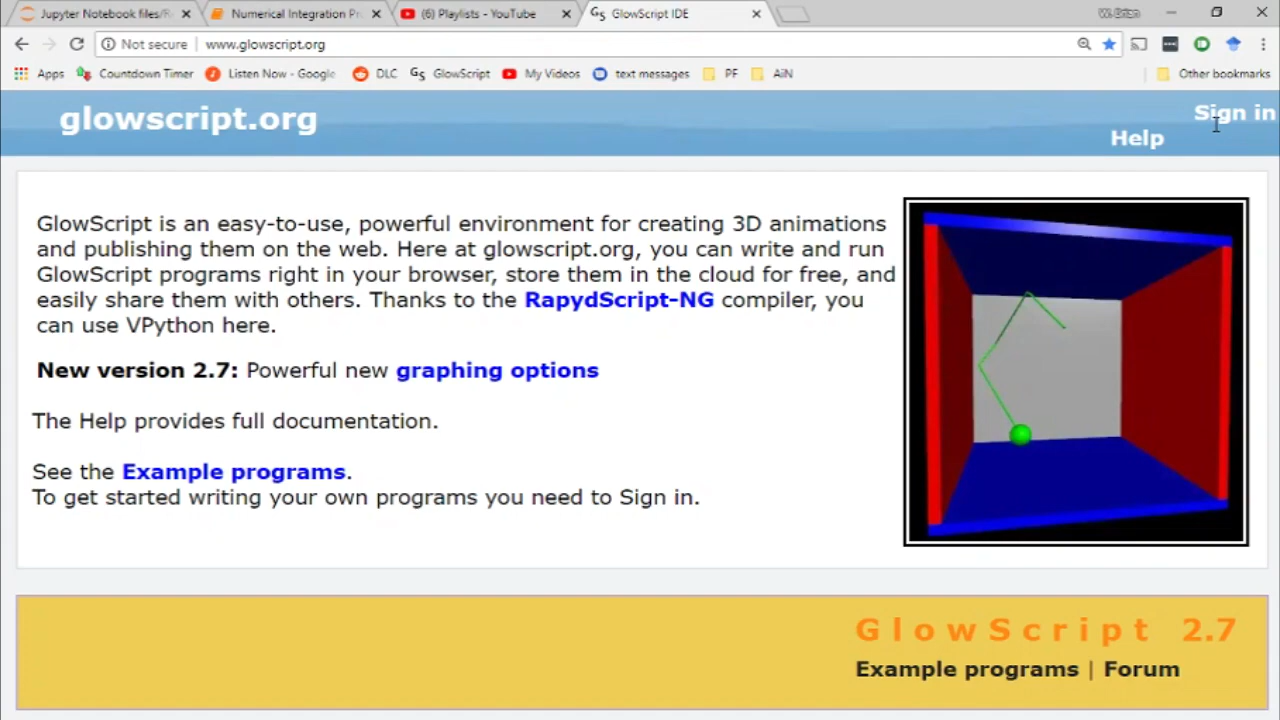 Jupyter Notebook files/R
Numerical Integration Pr
(6) Playlists - YouTube
GlowScript IDE
Not secure | www.glowscript.org
Apps
Countdown Timer
Listen Now - Google
DLC
GlowScript
My Videos
text messages
PF
AiN
Other bookmarks
glowscript.org
Sign in
Help
GlowScript is an easy-to-use, powerful environment for creating 3D animations
and publishing them on the web. Here at glowscript.org, you can write and run
GlowScript programs right in your browser, store them in the cloud for free, and
easily share them with others. Thanks to the RapydScript-NG compiler, you
can use VPython here.
New version 2.7: Powerful new graphing options
The Help provides full documentation.
See the Example programs.
To get started writing your own programs you need to Sign in.
GlowScript 2.7
Example programs | Forum